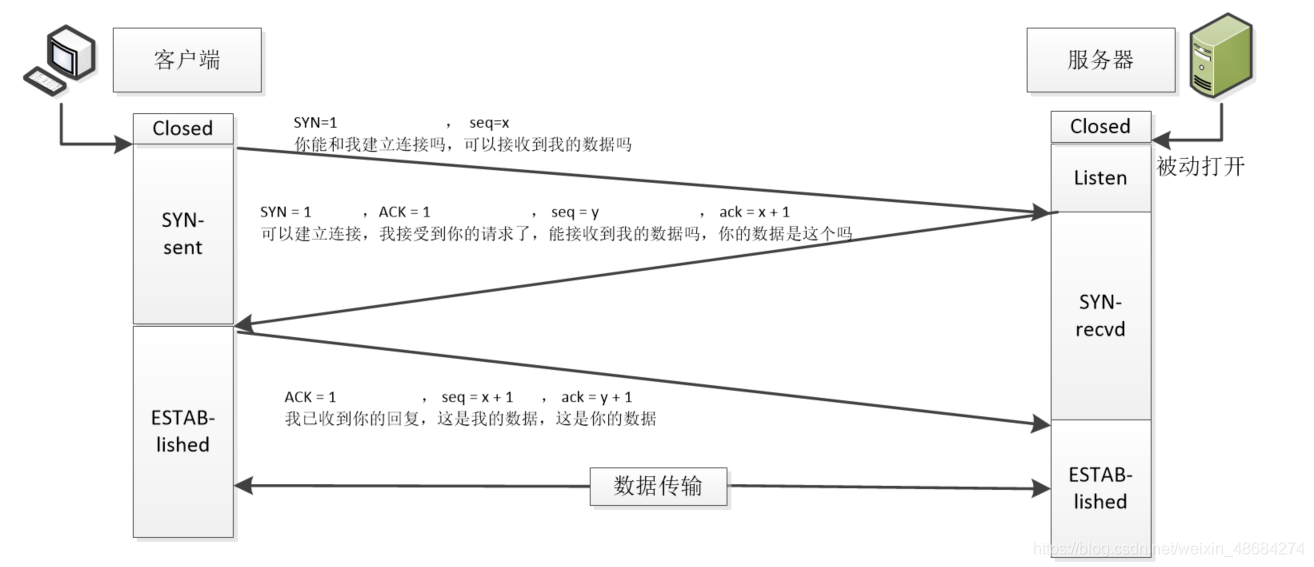 客户端
服务器
Closed
SYN=1 ， seq=x
你能和我建立连接吗，可以接收到我的数据吗
Closed
被动打开
Listen
SYN-
sent
SYN = 1 ，ACK = 1 ， seq = y ， ack = x + 1
可以建立连接，我接受到你的请求了，能接收到我的数据吗，你的数据是这个吗
SYN-
recvd
ESTAB-
lished
ACK = 1 ， seq = x + 1 ， ack = y + 1
我已收到你的回复，这是我的数据，这是你的数据
数据传输
ESTAB-
lished
https://blog.csdn.net/weixin_48684274